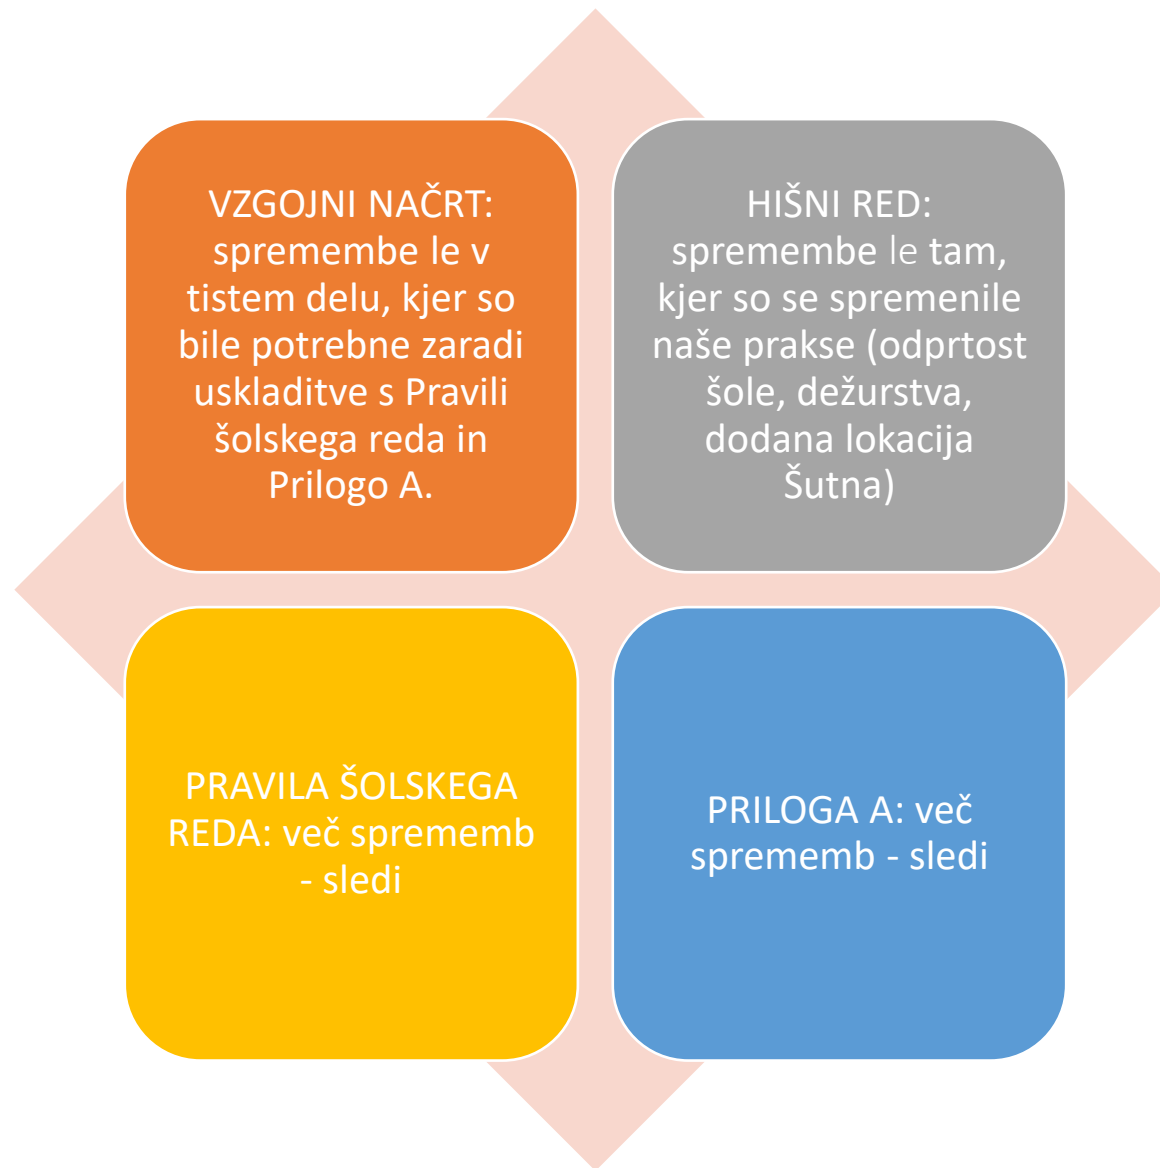 VZGOJNI NAČRT:
spremembe le v
tistem delu, kjer so
bile potrebne zaradi
uskladitve s Pravili
šolskega reda in
Prilogo A.
HIŠNI RED:
spremembe le tam,
kjer so se spremenile
naše prakse (odprtost
šole, dežurstva,
dodana lokacija
Šutna)
PRAVILA ŠOLSKEGA
REDA: več sprememb
- sledi
PRILOGA A: več
sprememb - sledi